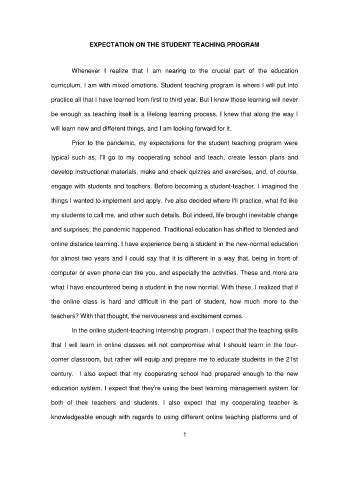 EXPECTATION ON THE STUDENT TEACHING PROGRAM
Whenever I realize that I am nearing to the crucial part of the education
curriculum, I am with mixed emotions. Student teaching program is where I will put into
practice all that I have learned from first to third year. But I know those learning will never
be enough as teaching itself is a lifelong learning process. I knew that along the way I
will learn new and different things, and I am looking forward for it.
Prior to the pandemic, my expectations for the student teaching program were
typical such as; I'll go to my cooperating school and teach, create lesson plans and
develop instructional materials, make and check quizzes and exercises, and, of course,
engage with students and teachers. Before becoming a student-teacher, I imagined the
things I wanted to implement and apply. I've also decided where I'll practice, what I'd like
my students to call me, and other such details. But indeed, life brought inevitable change
and surprises; the pandemic happened. Traditional education has shifted to blended and
online distance learning. I have experience being a student in the new-normal education
for almost two years and I could say that it is different in a way that, being in front of
computer or even phone can tire you, and especially the activities. These and more are
what I have encountered being a student in the new normal. With these, I realized that if
the online class is hard and difficult in the part of student, how much more to the
teachers? With that thought, the nervousness and excitement comes.
In the online student-teaching internship program, I expect that the teaching skills
that I will learn in online classes will not compromise what I should learn in the four-
corner classroom, but rather will equip and prepare me to educate students in the 21st
century. I also expect that my cooperating school had prepared enough to the new
education system. I expect that they're using the best learning management system for
both of their teachers and students. I also expect that my cooperating teacher is
knowledgeable enough with regards to using different online teaching platforms and of
1